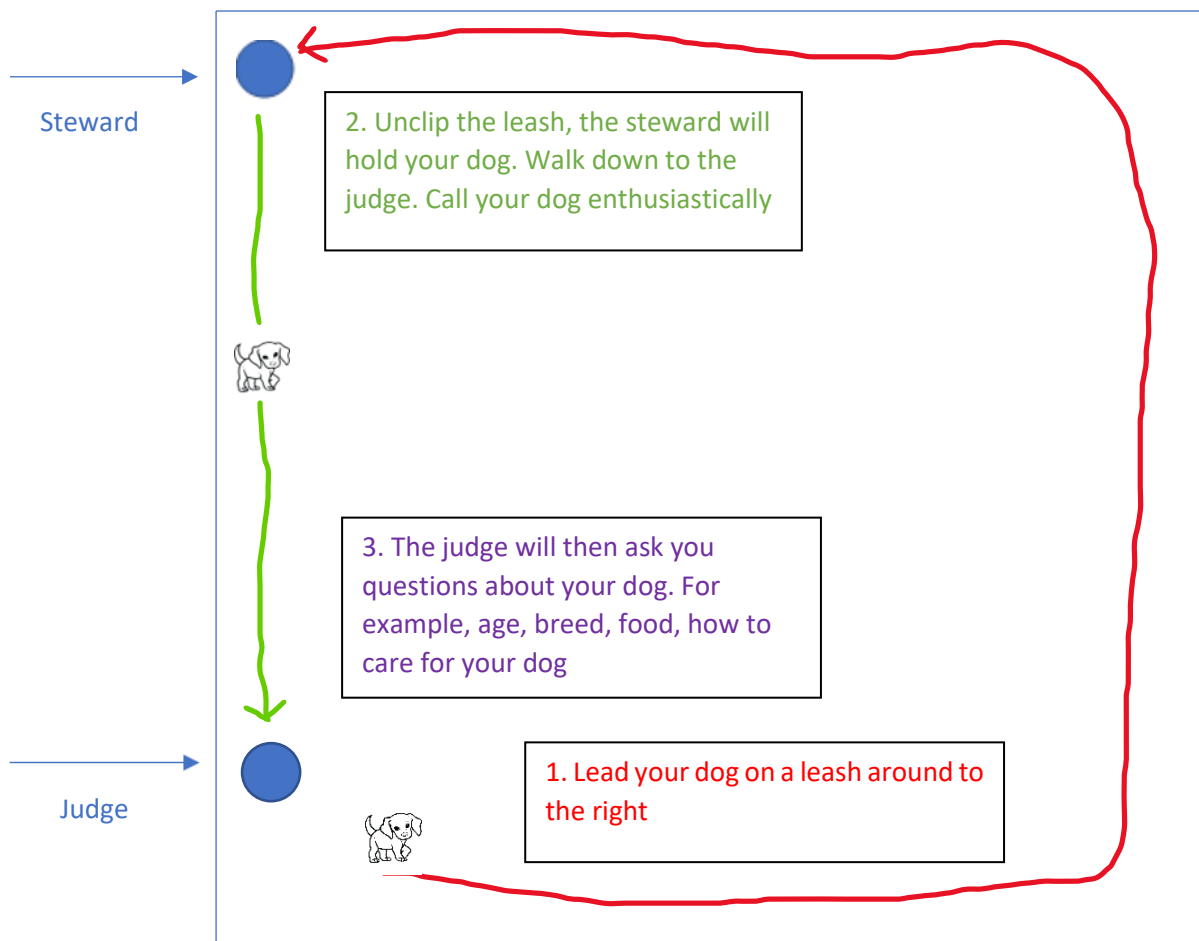 Steward
2. Unclip the leash, the steward will
hold your dog. Walk down to the
judge. Call your dog enthusiastically
3. The judge will then ask you
questions about your dog. For
example, age, breed, food, how to
care for your dog
1. Lead your dog on a leash around to
the right
Judge